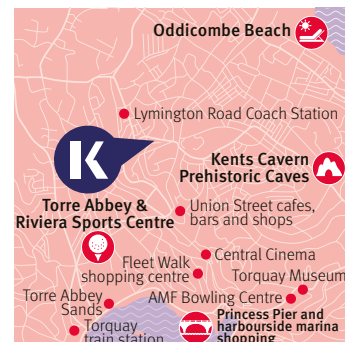 Oddicombe Beach
Lymington Road Coach Station
K
Kents Cavern
Prehistoric Caves
Torre Abbey &
Riviera Sports Centre
Union Street cafes,
bars and shops
Central Cinema
Fleet Walk
shopping centre
Torquay Museum
Torre Abbey
Sands
AMF Bowling Centre
Princess Pier and
harbourside marina
shopping
Torquay
train station